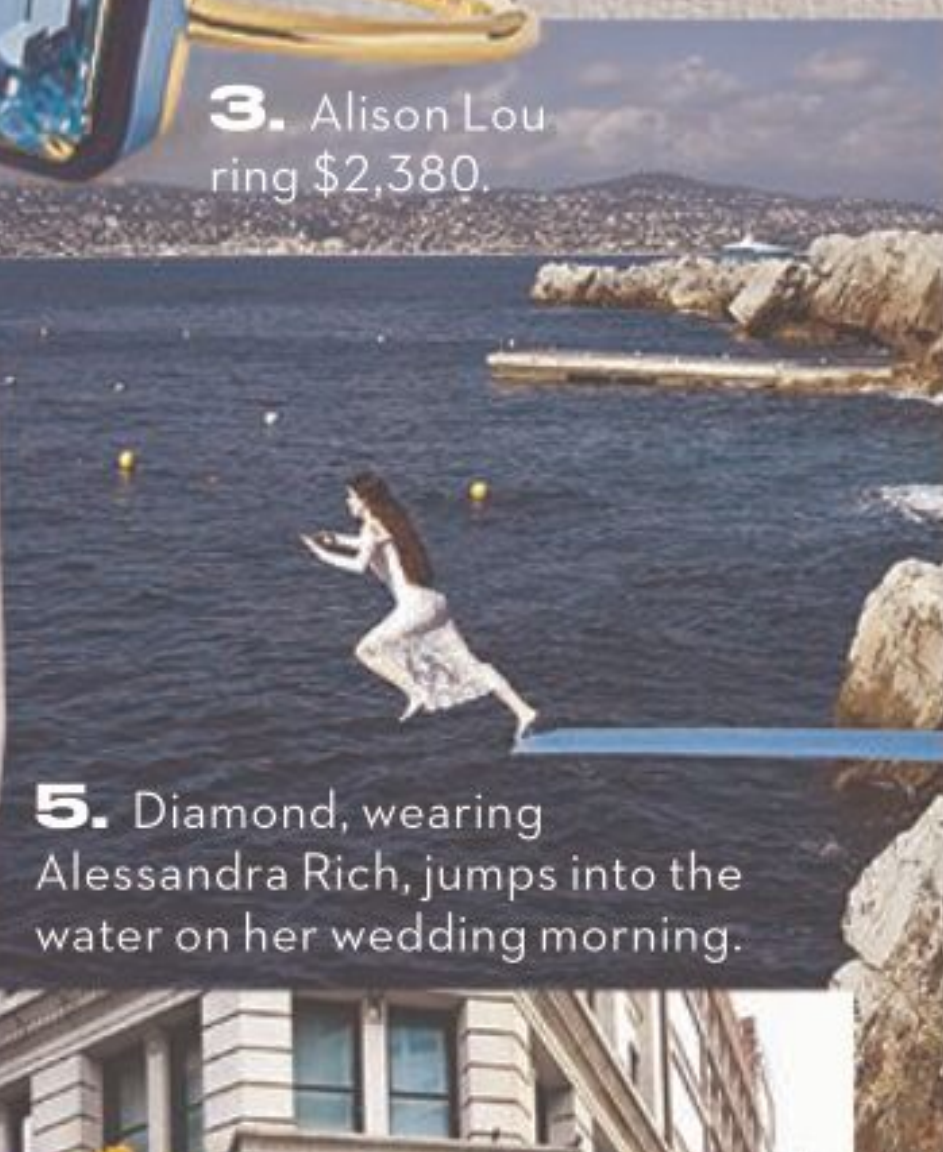 3. Alison Lou
ring $2,380.
5. Diamond, wearing
Alessandra Rich, jumps into the
water on her wedding morning.